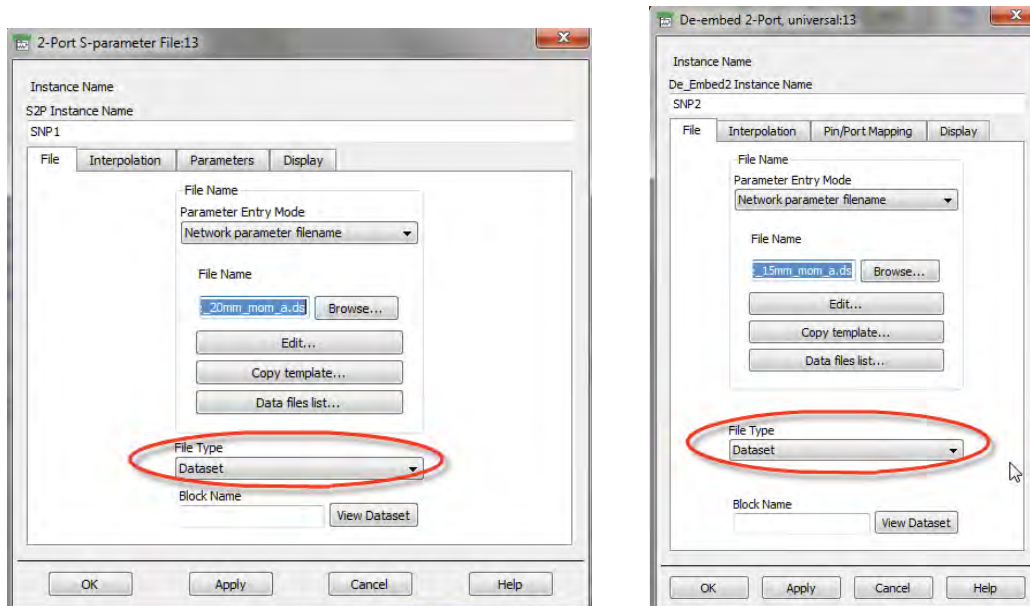 2-Port S-parameter File:13
Instance Name
S2P Instance Name
SNP1
File Interpolation Parameters Display
File Name
Parameter Entry Mode
Network parameter filename
File Name
_20mm_mom_a.ds Browse...
Edit...
Copy template...
Data files list...
File Type
Dataset
Block Name
View Dataset
OK Apply Cancel Help
De-embed 2-Port, universal:13
Instance Name
De_Embed2 Instance Name
SNP2
File Interpolation Pin/Port Mapping Display
File Name
Parameter Entry Mode
Network parameter filename
File Name
_15mm_mom_a.ds Browse...
Edit...
Copy template...
Data files list...
File Type
Dataset
Block Name
View Dataset
OK Apply Cancel Help